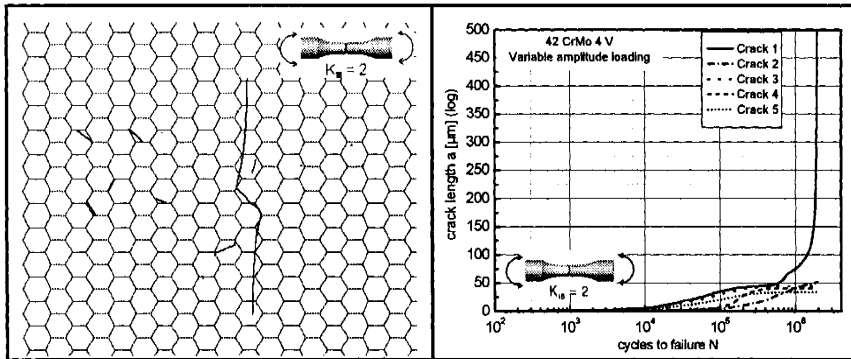 K = 2
42 CrMo 4 V
Variable amplitude loading
Crack 1
Crack 2
Crack 3
Crack 4
Crack 5
crack length a [µm] (log)
500
450
400
350
300
250
200
150
100
50
0
K = 2
10² 10³ 10⁴ 10⁵ 10⁶
cycles to failure N